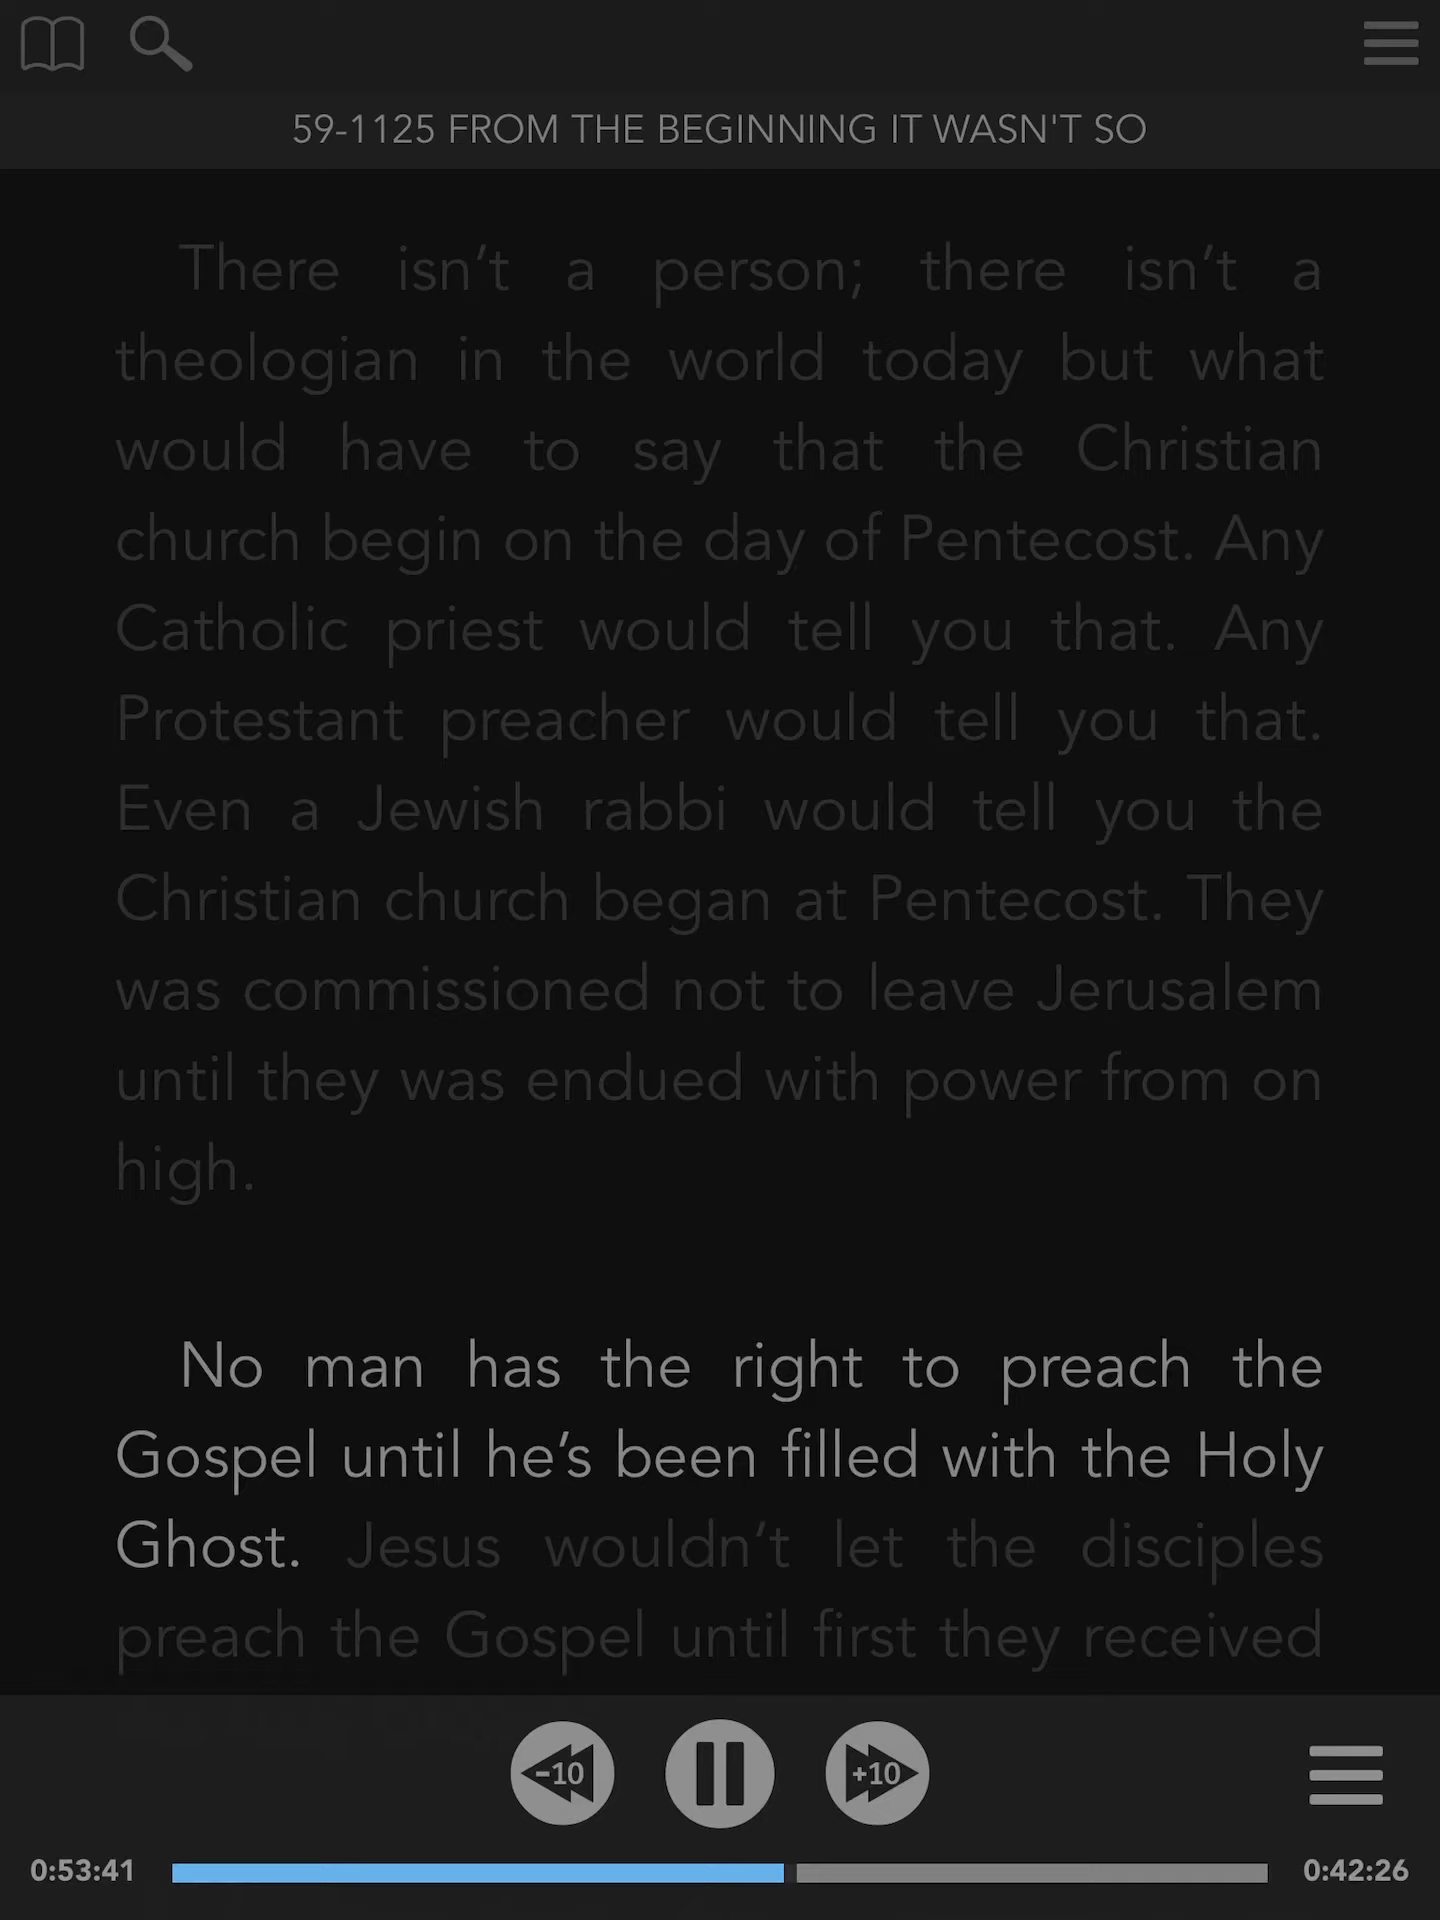 59-1125 FROM THE BEGINNING IT WASN'T SO
There isn’t a person; there isn’t a
theologian in the world today but what
would have to say that the Christian
church begin on the day of Pentecost. Any
Catholic priest would tell you that. Any
Protestant preacher would tell you that.
Even a Jewish rabbi would tell you the
Christian church began at Pentecost. They
was commissioned not to leave Jerusalem
until they was endued with power from on
high.
No man has the right to preach the
Gospel until he’s been filled with the Holy
Ghost. Jesus wouldn’t let the disciples
preach the Gospel until first they received
-10 +10
0:53:41 0:42:26